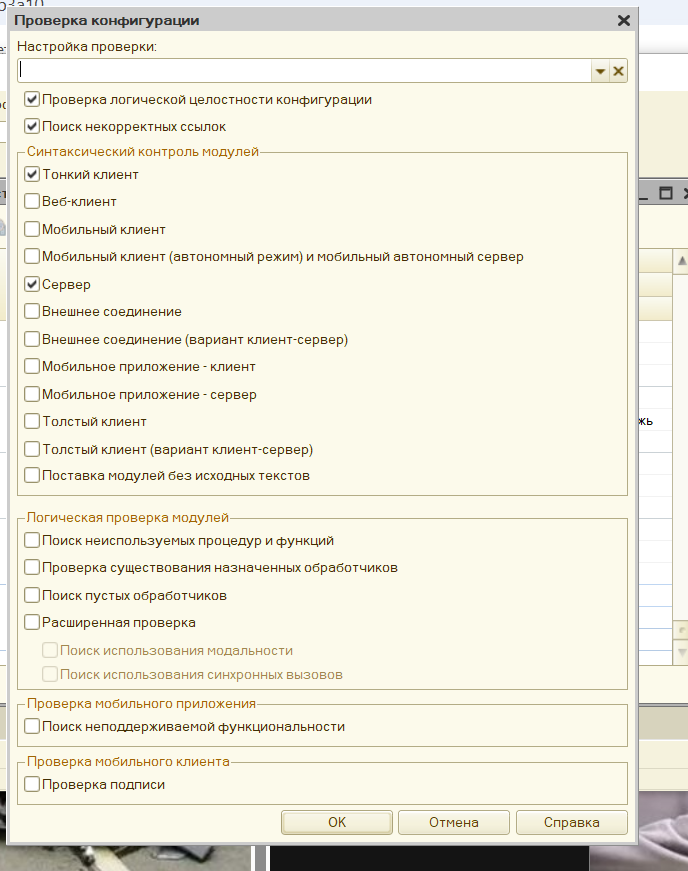 Проверка конфигурации
Настройка проверки:
Проверка логической целостности конфигурации
Поиск некорректных ссылок
Синтаксический контроль модулей
Тонкий клиент
Веб-клиент
Мобильный клиент
Мобильный клиент (автономный режим) и мобильный автономный сервер
Сервер
Внешнее соединение
Внешнее соединение (вариант клиент-сервер)
Мобильное приложение - клиент
Мобильное приложение - сервер
Толстый клиент
Толстый клиент (вариант клиент-сервер)
Поставка модулей без исходных текстов
Логическая проверка модулей
Поиск неиспользуемых процедур и функций
Проверка существования назначенных обработчиков
Поиск пустых обработчиков
Расширенная проверка
Поиск использования модальности
Поиск использования синхронных вызовов
Проверка мобильного приложения
Поиск неподдерживаемой функциональности
Проверка мобильного клиента
Проверка подписи
OK Отмена Справка